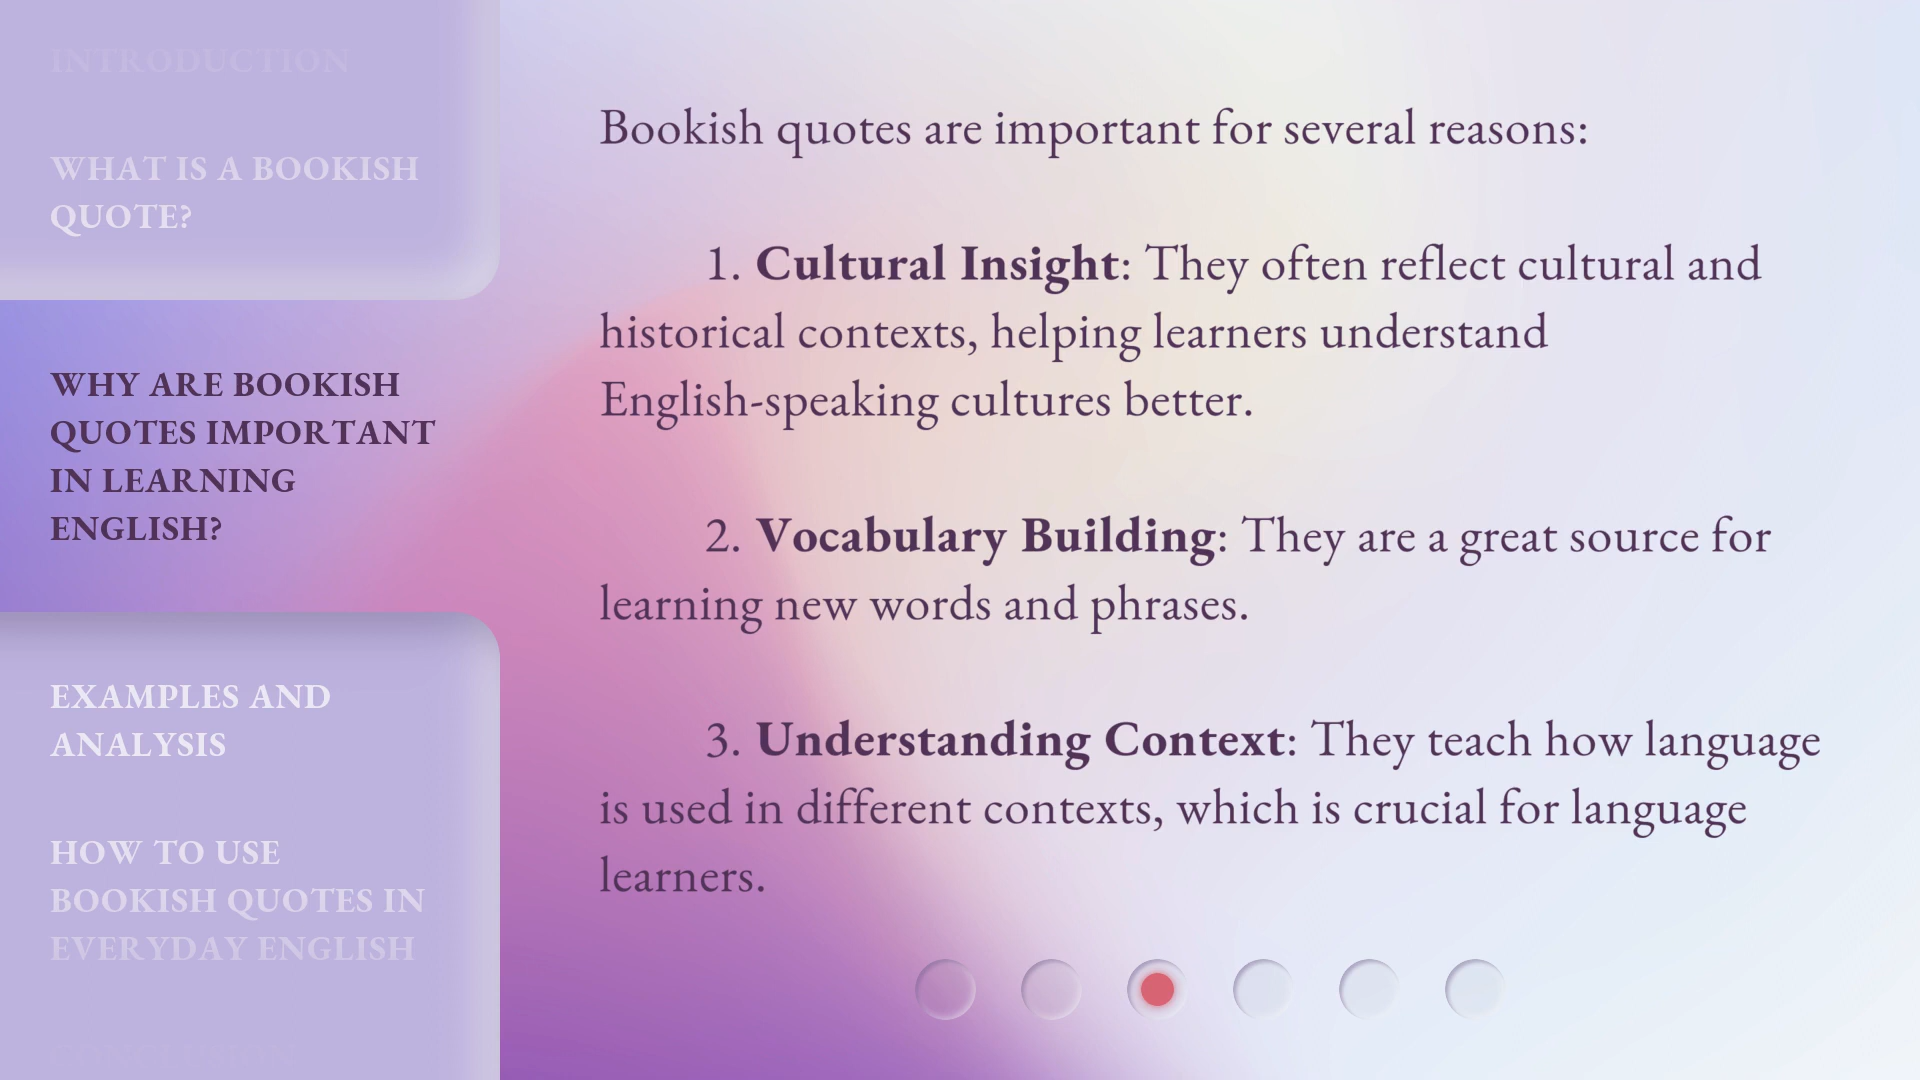 INTRODUCTION
WHAT IS A BOOKISH
QUOTE?
WHY ARE BOOKISH
QUOTES IMPORTANT
IN LEARNING
ENGLISH?
EXAMPLES AND
ANALYSIS
HOW TO USE
BOOKISH QUOTES IN
EVERYDAY ENGLISH
CONCLUSION
Bookish quotes are important for several reasons:
1. Cultural Insight: They often reflect cultural and
historical contexts, helping learners understand
English-speaking cultures better.
2. Vocabulary Building: They are a great source for
learning new words and phrases.
3. Understanding Context: They teach how language
is used in different contexts, which is crucial for language
learners.